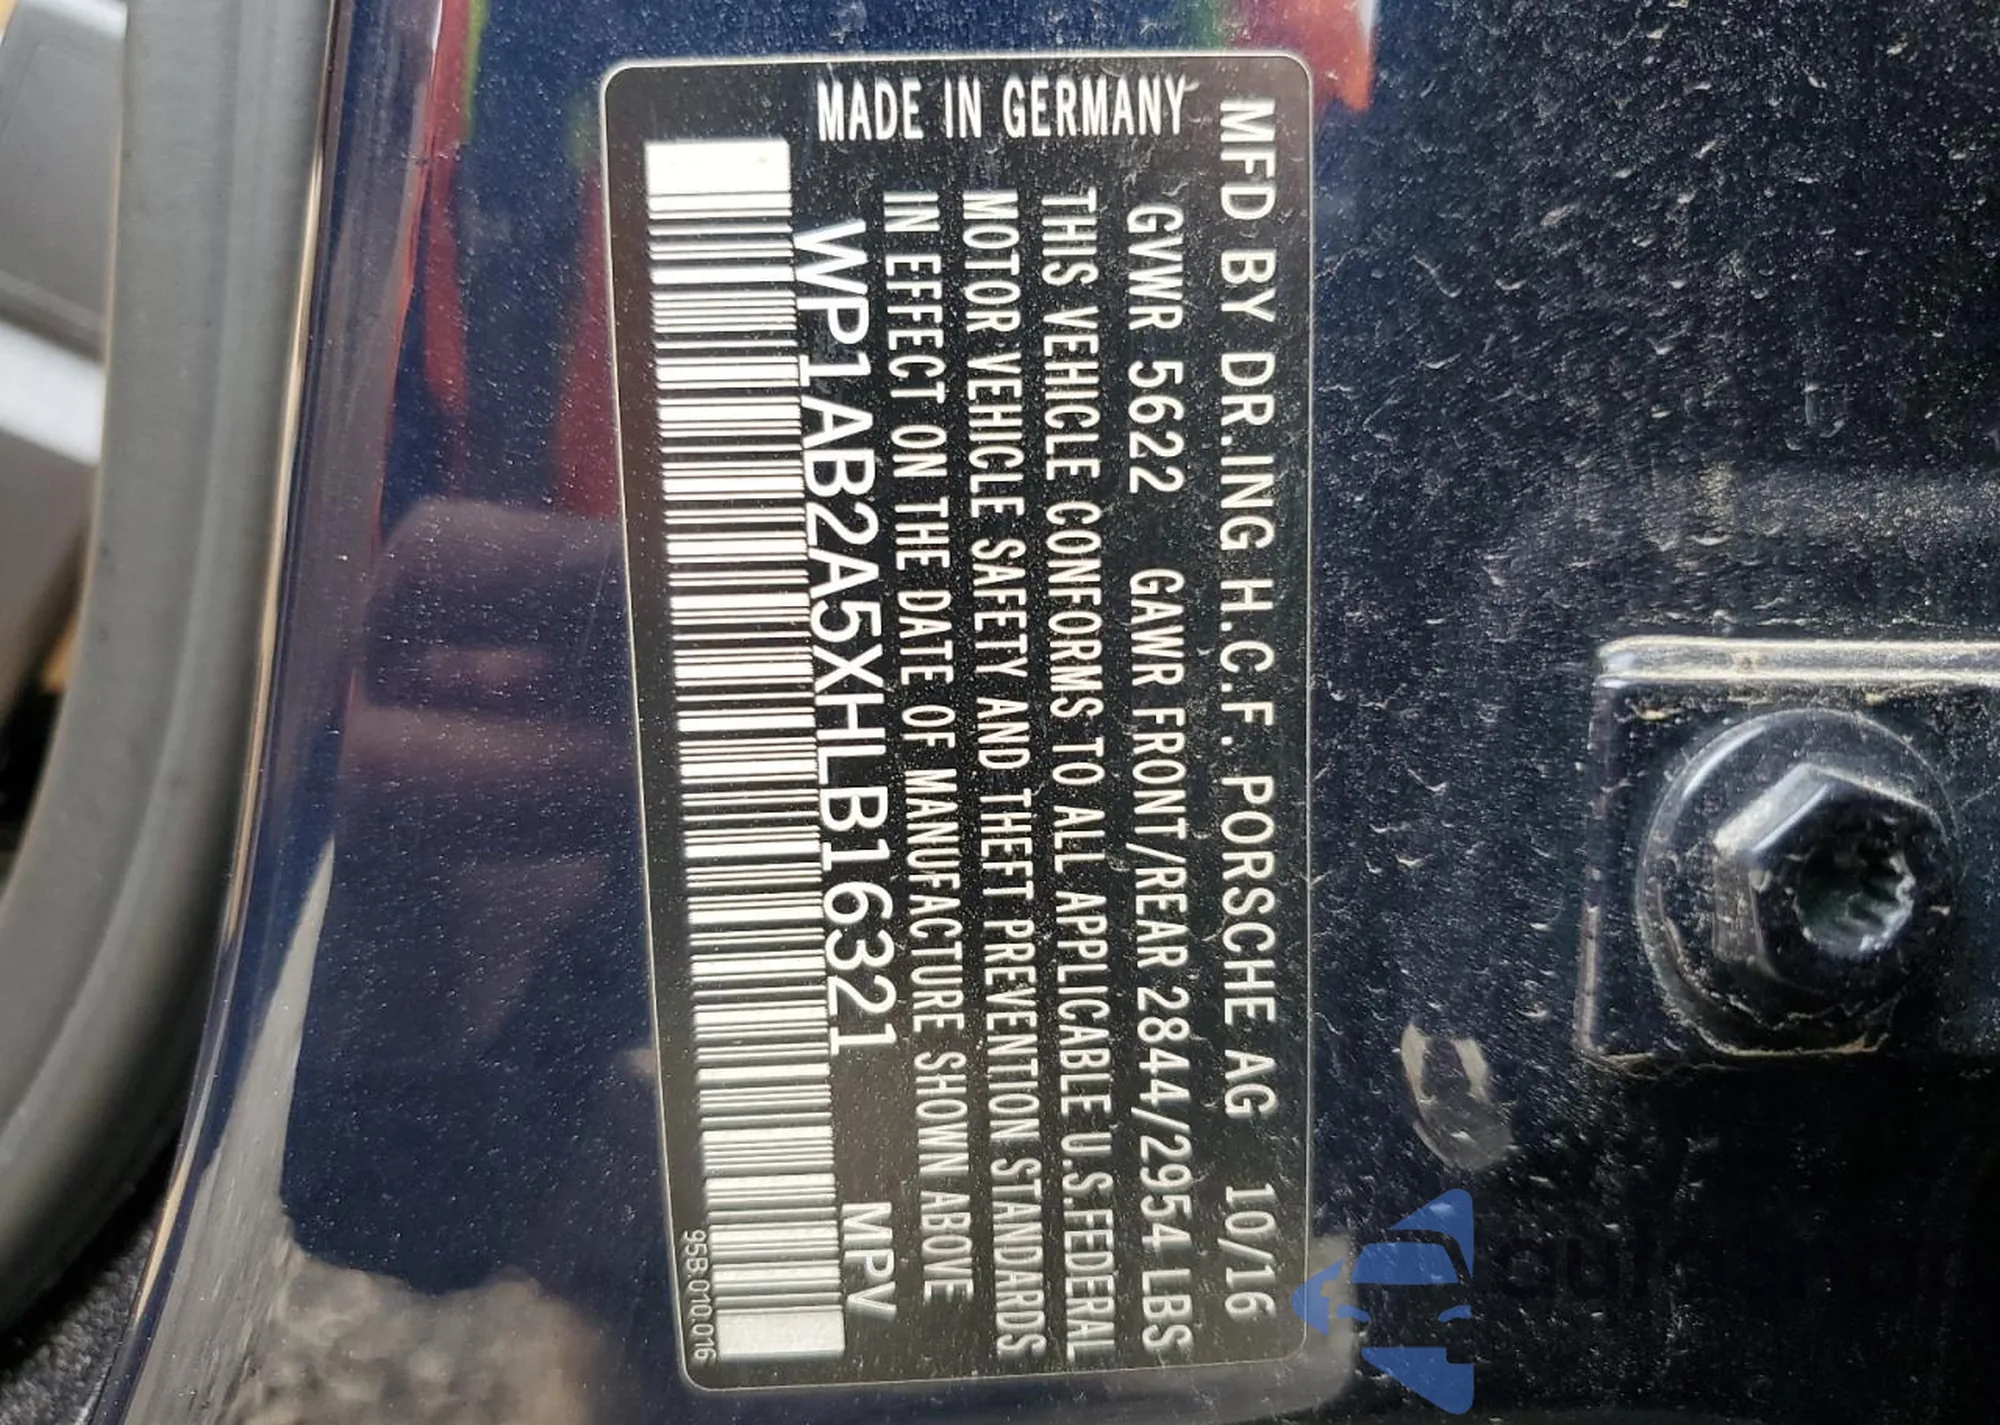 MFD BY DR.ING H.C.F. PORSCHE AG 10/16
GVWR 5622 GAWR FRONT/REAR 2844/2954 LBS
THIS VEHICLE CONFORMS TO ALL APPLICABLE U.S.FEDERAL
MOTOR VEHICLE SAFETY AND THEFT PREVENTION STANDARDS
IN EFFECT ON THE DATE OF MANUFACTURE SHOWN ABOVE
WP1AB2A5XHLB16321 MPV
MADE IN GERMANY
95B.010.016